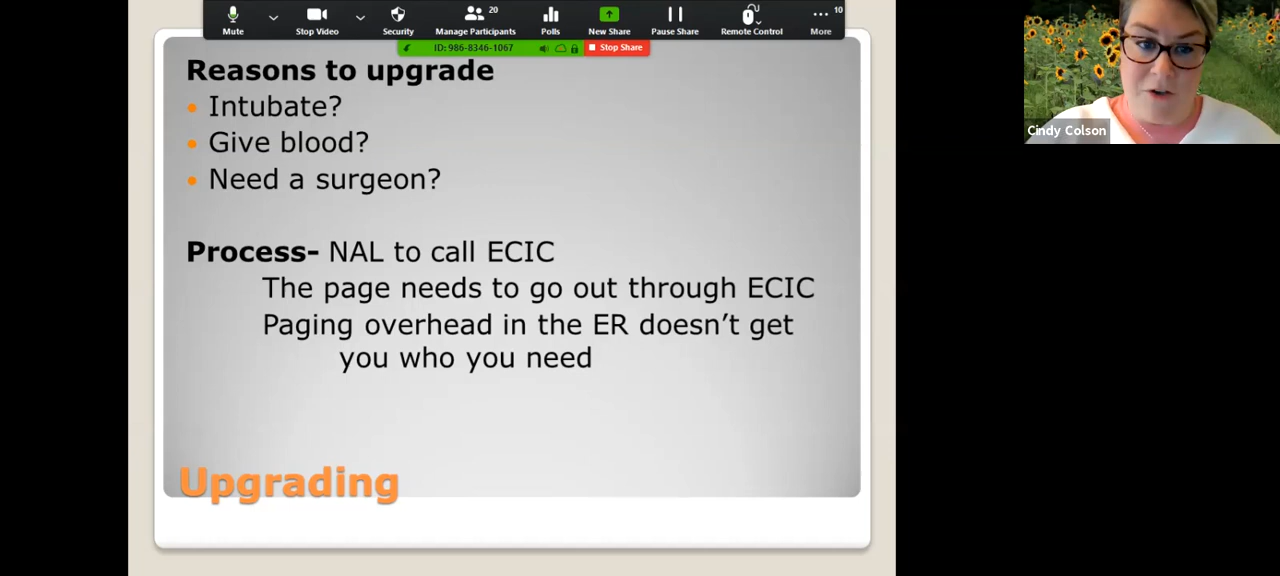 20
10
Mute
Stop Video
Security
Manage Participants
Polls
New Share
Pause Share
Remote Control
More
ID: 986-8346-1067
Stop Share
Cindy Colson
Reasons to upgrade
• Intubate?
• Give blood?
• Need a surgeon?
Process- NAL to call ECIC
The page needs to go out through ECIC
Paging overhead in the ER doesn't get
you who you need
Upgrading